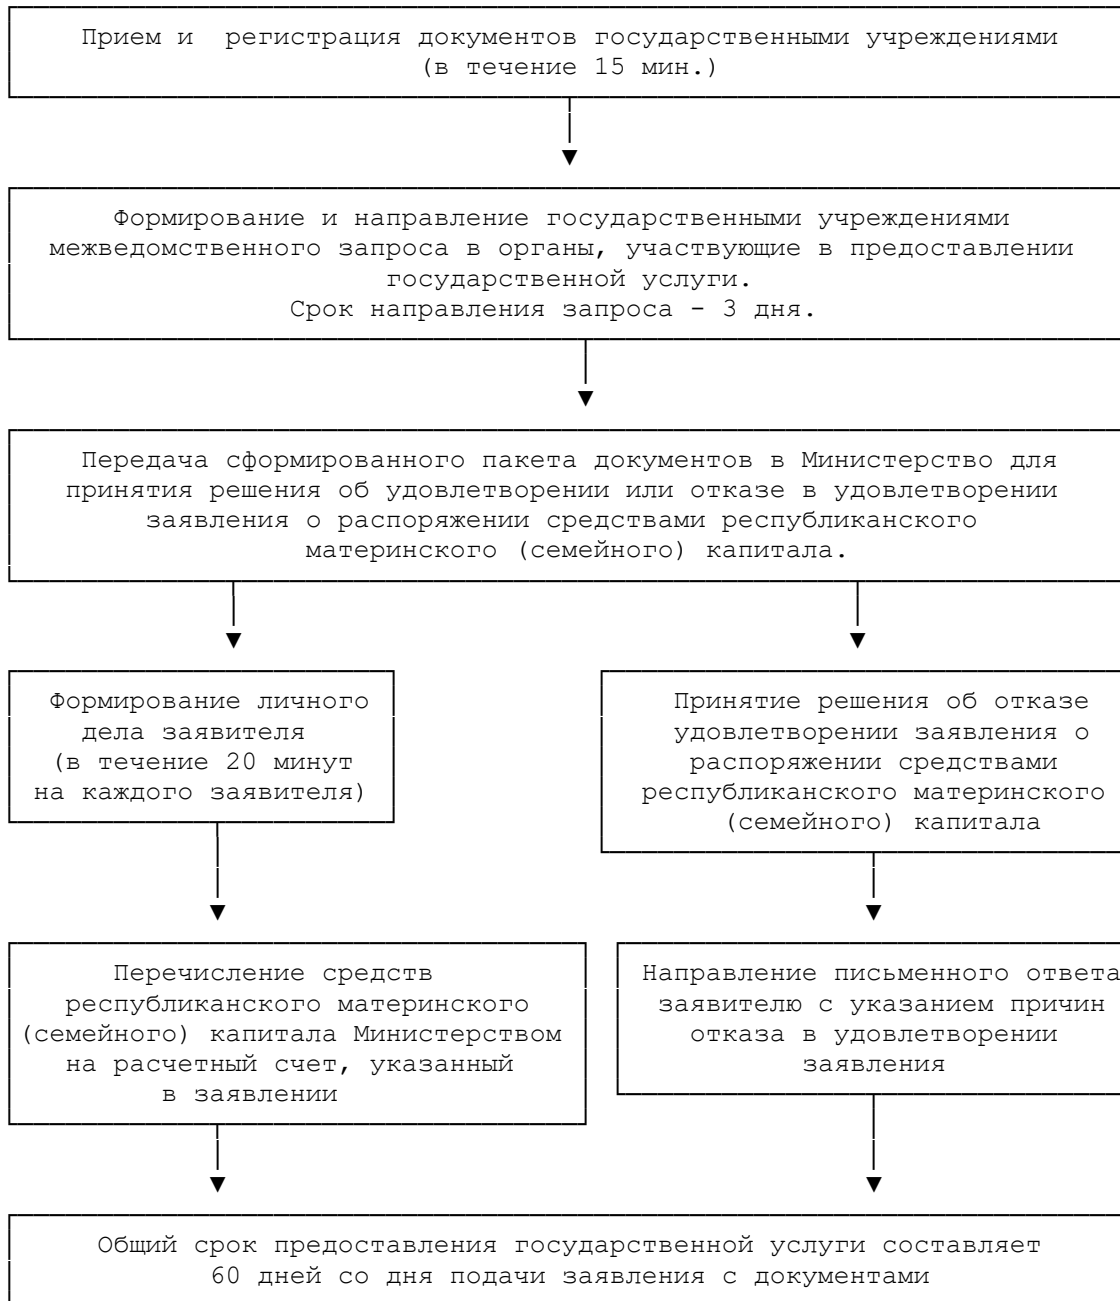 Прием и регистрация документов государственными учреждениями
(в течение 15 мин.)
Формирование и направление государственными учреждениями
межведомственного запроса в органы, участвующие в предоставлении
государственной услуги.
Срок направления запроса - 3 дня.
Передача сформированного пакета документов в Министерство для
принятия решения об удовлетворении или отказе в удовлетворении
заявления о распоряжении средствами республиканского
материнского (семейного) капитала.
Формирование личного
дела заявителя
(в течение 20 минут
на каждого заявителя)
Принятие решения об отказе
удовлетворении заявления о
распоряжении средствами
республиканского материнского
(семейного) капитала
Перечисление средств
республиканского материнского
(семейного) капитала Министерством
на расчетный счет, указанный
в заявлении
Направление письменного ответа
заявителю с указанием причин
отказа в удовлетворении
заявления
Общий срок предоставления государственной услуги составляет
60 дней со дня подачи заявления с документами